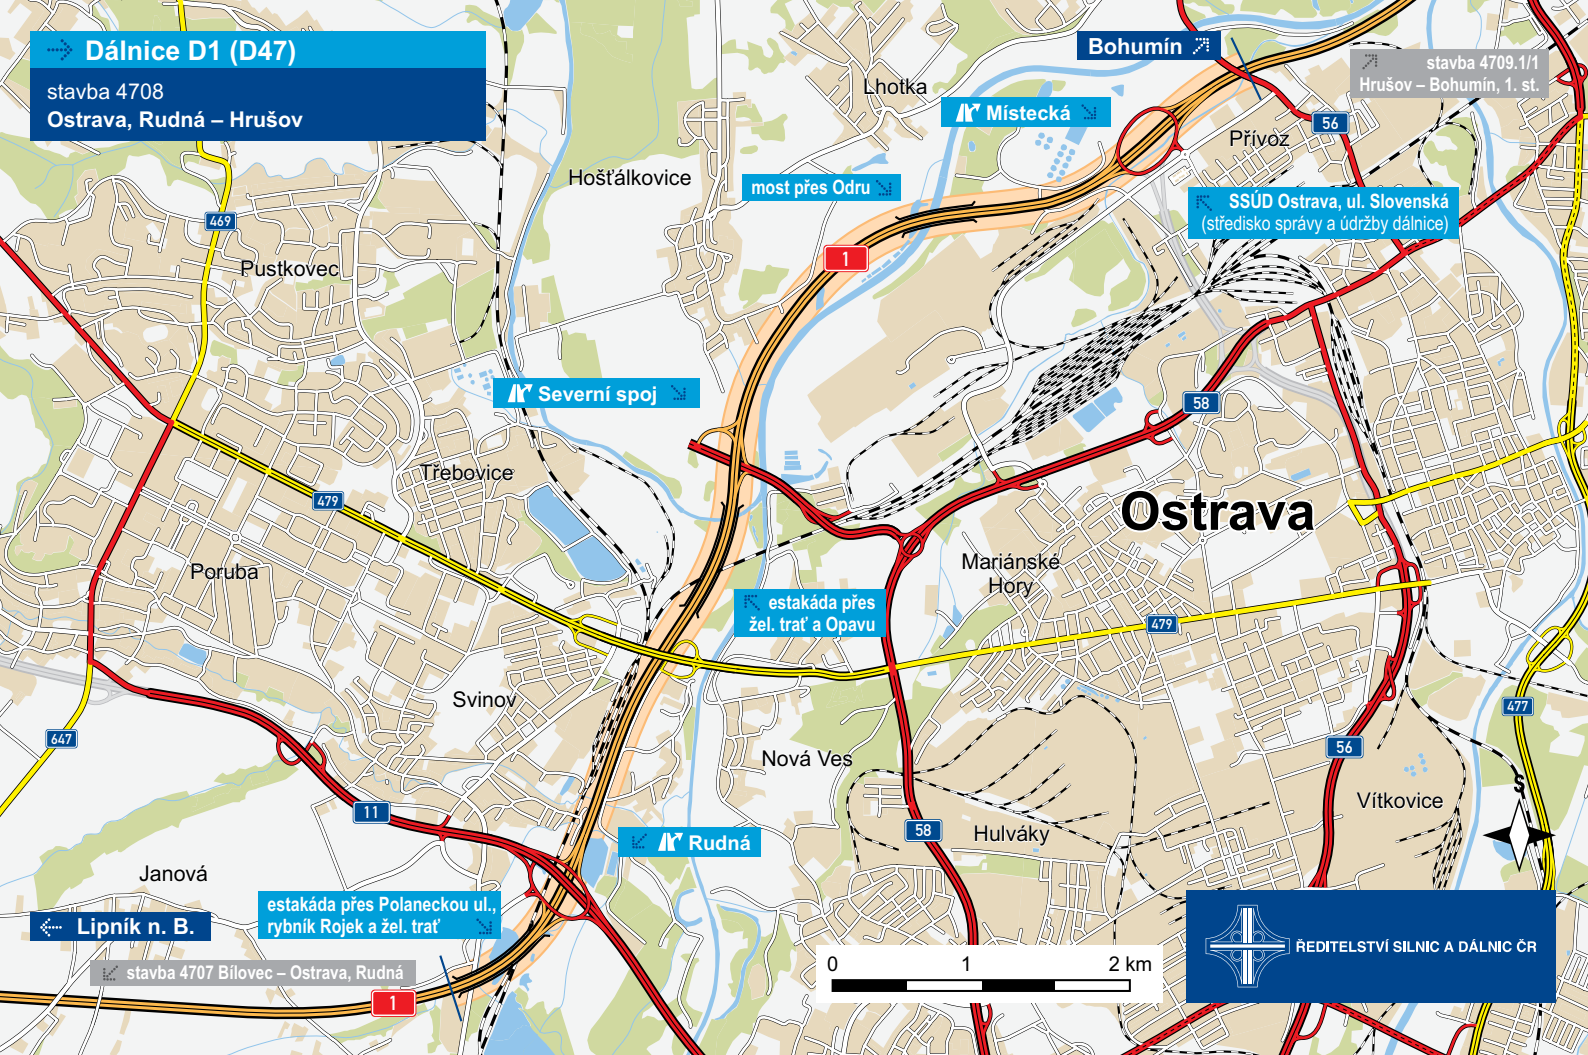 Dálnice D1 (D47)
stavba 4708
Ostrava, Rudná – Hrušov
Bohumín
stavba 4709.1/1
Hrušov – Bohumín, 1. st.
Lhotka
Místecká
56
Přívoz
Hošťálkovice
most přes Odru
SSÚD Ostrava, ul. Slovenská
(středisko správy a údržby dálnice)
469
Pustkovec
1
Severní spoj
58
Třebovice
479
Ostrava
Poruba
Mariánské
Hory
estakáda přes
žel. trať a Opavu
479
Svinov
477
647
56
Nová Ves
Vítkovice
S
11
58
Hulváky
Rudná
Janová
estakáda přes Polaneckou ul.,
rybník Rojek a žel. trať
Lipník n. B.
ŘEDITELSTVÍ SILNIC A DÁLNIC ČR
stavba 4707 Bílovec – Ostrava, Rudná
0 1 2 km
1